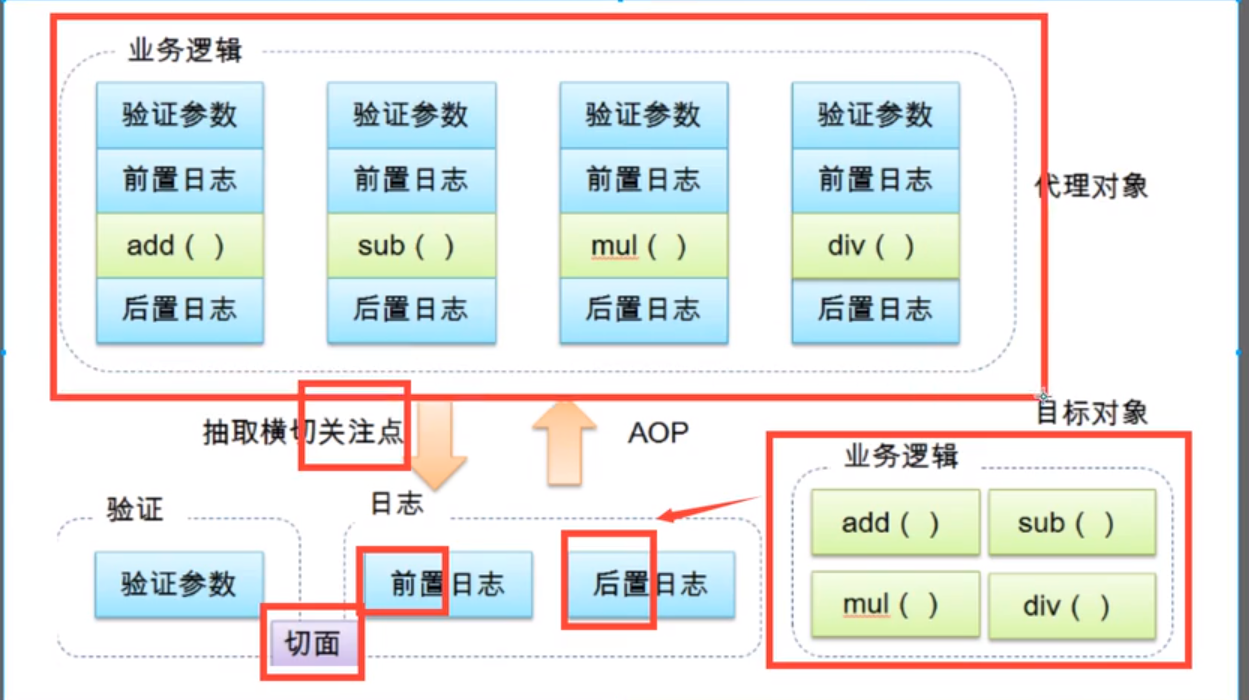 业务逻辑
验证参数 验证参数 验证参数 验证参数
前置日志 前置日志 前置日志 前置日志
代理对象
add（ ） sub（ ） mul（ ） div（ ）
后置日志 后置日志 后置日志 后置日志
抽取横切关注点
AOP
目标对象
验证
验证参数
日志
前置日志 后置日志
切面
业务逻辑
add（ ） sub（ ）
mul（ ） div（ ）